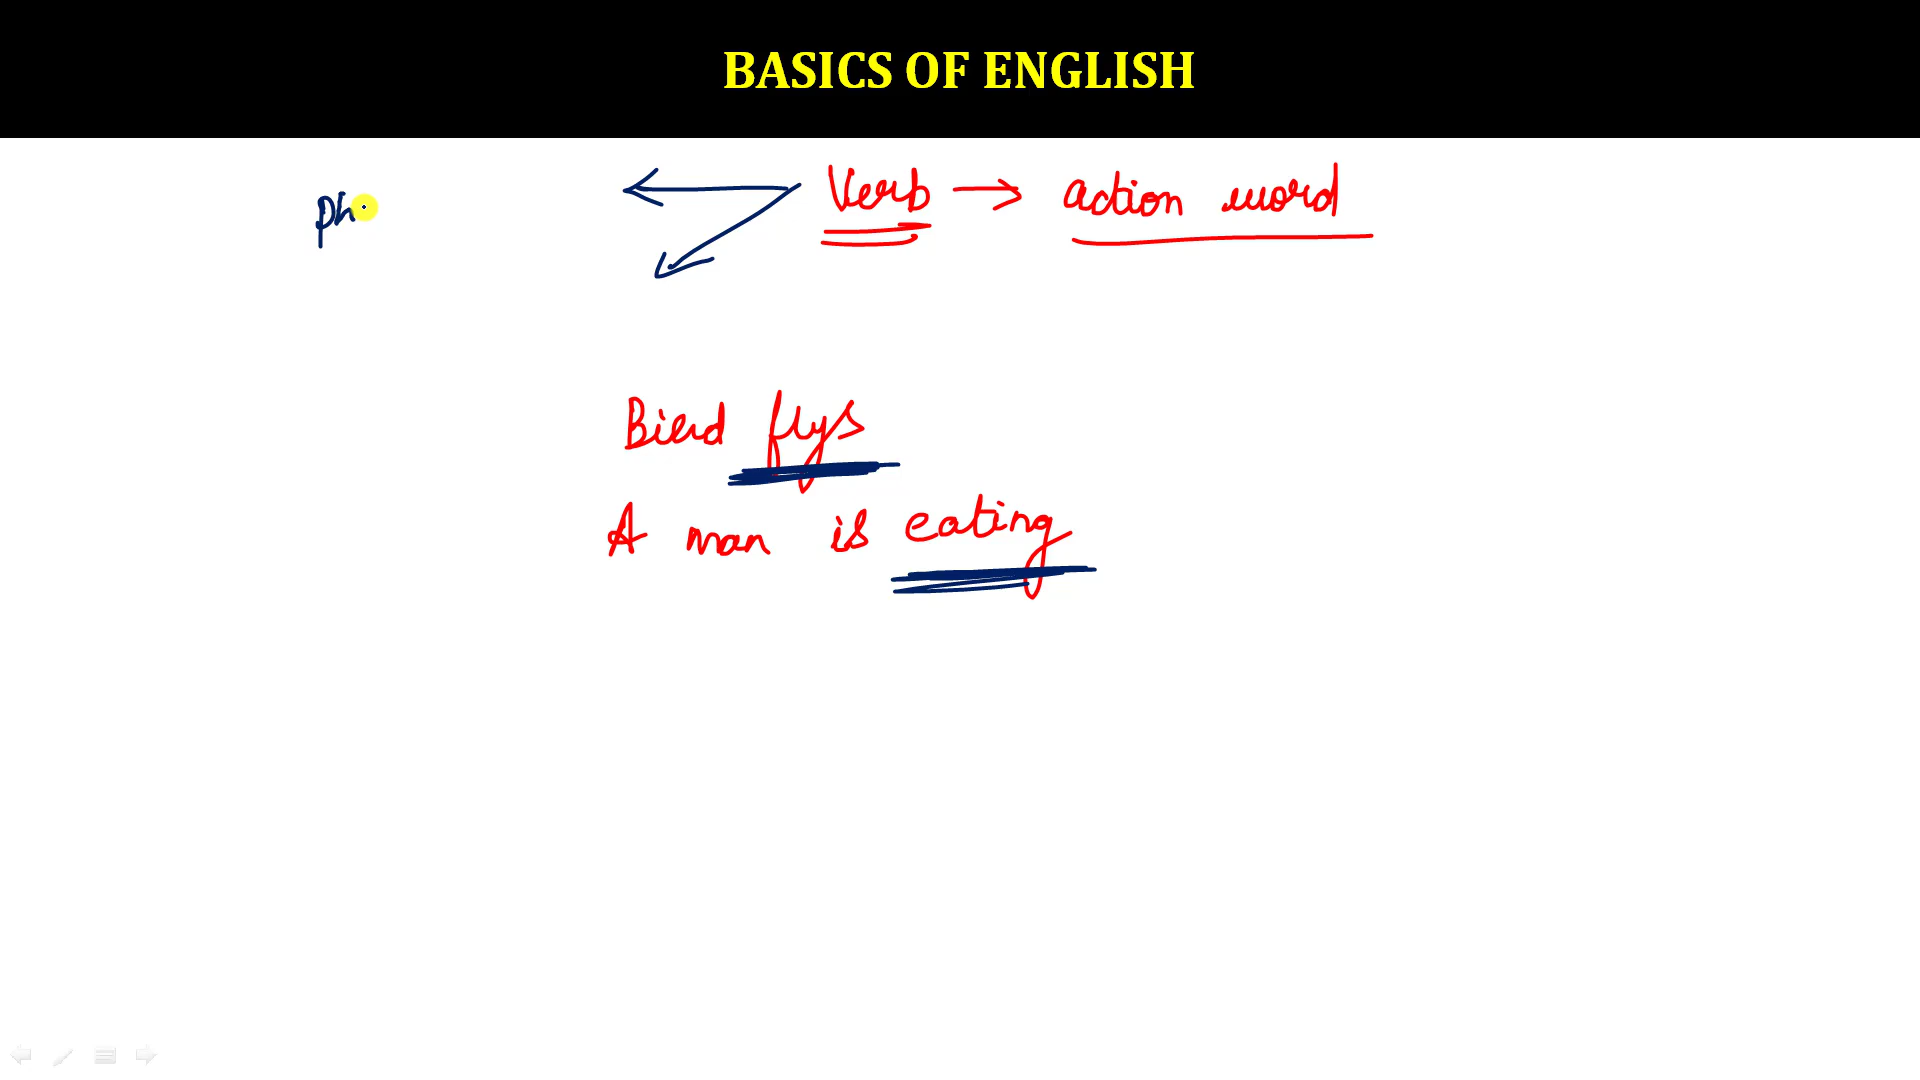 BASICS OF ENGLISH
ph
Verb → action word
Bird flys
A man is eating